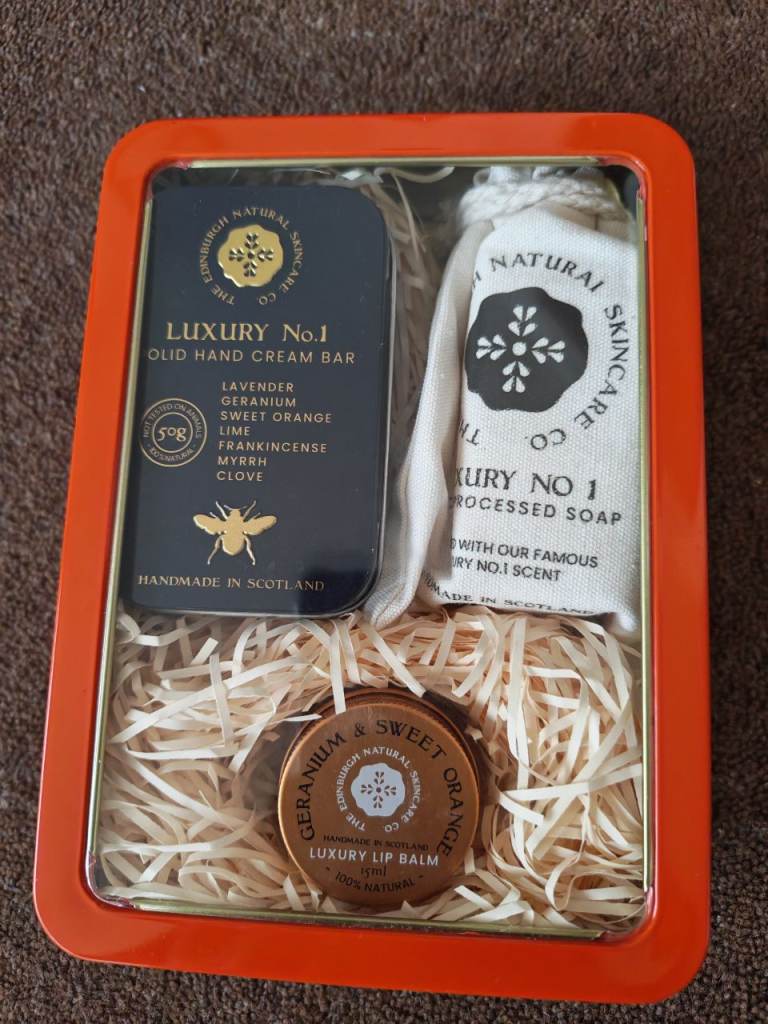 THE EDINBURGH NATURAL SKINCARE CO.
LUXURY No.1
OLID HAND CREAM BAR
LAVENDER
GERANIUM
SWEET ORANGE
LIME
FRANKINCENSE
MYRRH
CLOVE
NOT TESTED ON ANIMALS
50g
100% NATURAL
HANDMADE IN SCOTLAND
TH
H NATURAL SKINCARE CO.
XURY NO 1
PROCESSED SOAP
WITH OUR FAMOUS
URY NO.1 SCENT
DMADE IN SCOTLAND
GERANIUM & SWEET ORANGE
THE EDINBURGH NATURAL SKINCARE CO.
HANDMADE IN SCOTLAND
LUXURY LIP BALM
15ml
- 100% NATURAL -